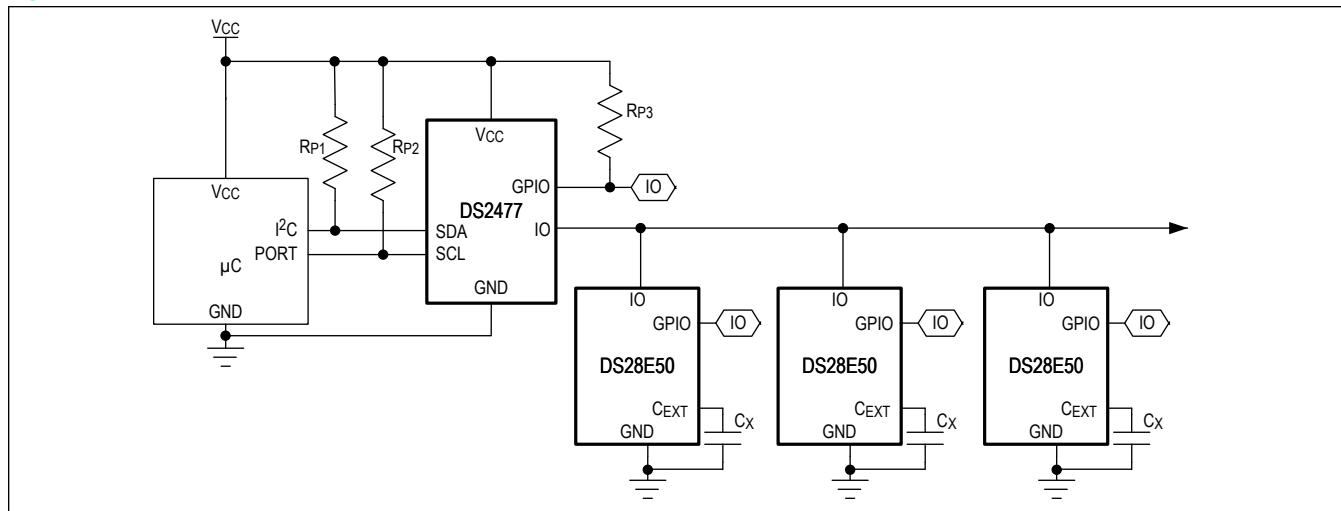 VCC
RP1
RP2
RP3
VCC
VCC
GPIO
IO
DS2477
I2C
SDA
IO
PORT
SCL
µC
GND
GND
IO
IO
IO
GPIO
IO
GPIO
IO
GPIO
IO
DS28E50
DS28E50
DS28E50
CEXT
CX
CEXT
CX
CEXT
CX
GND
GND
GND